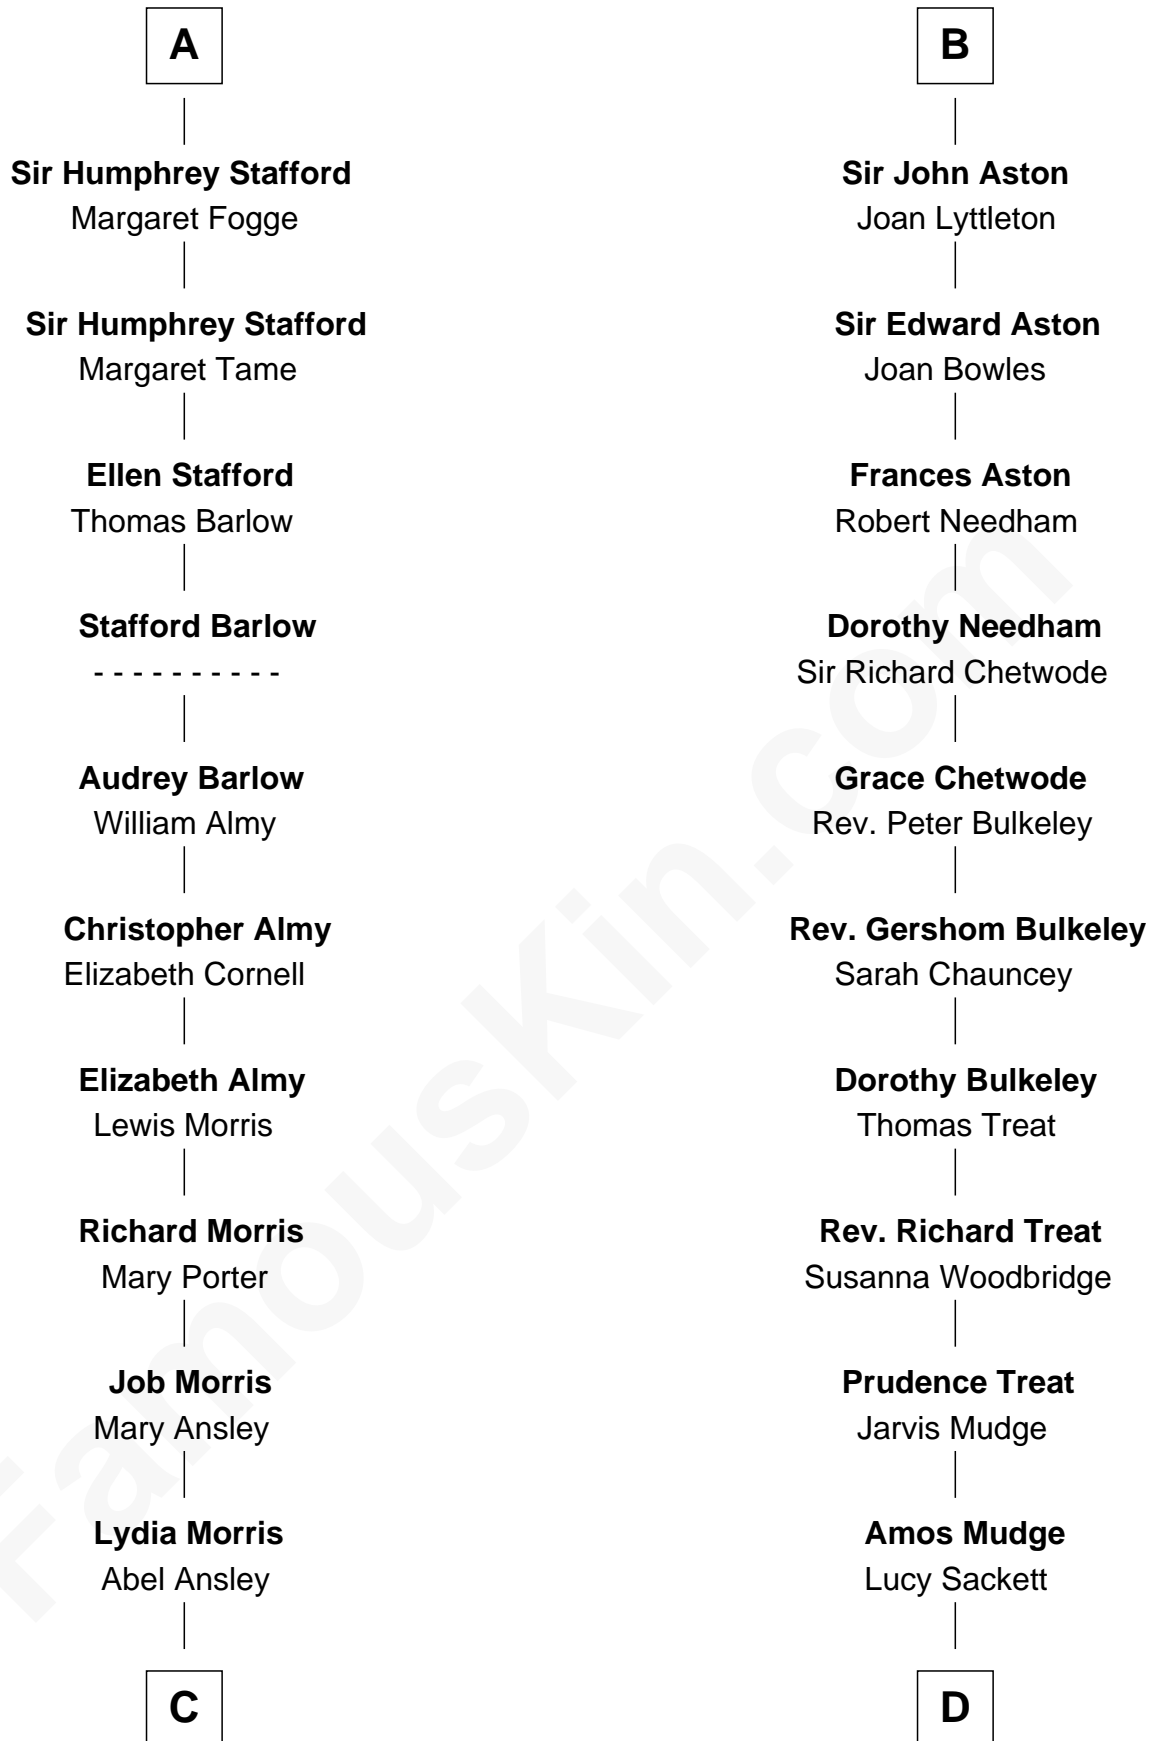 A
Sir Humphrey Stafford
Margaret Fogge
Sir Humphrey Stafford
Margaret Tame
Ellen Stafford
Thomas Barlow
Stafford Barlow
- - - - - - - - - -
Audrey Barlow
William Almy
Christopher Almy
Elizabeth Cornell
Elizabeth Almy
Lewis Morris
Richard Morris
Mary Porter
Job Morris
Mary Ansley
Lydia Morris
Abel Ansley
C
B
Sir John Aston
Joan Lyttleton
Sir Edward Aston
Joan Bowles
Frances Aston
Robert Needham
Dorothy Needham
Sir Richard Chetwode
Grace Chetwode
Rev. Peter Bulkeley
Rev. Gershom Bulkeley
Sarah Chauncey
Dorothy Bulkeley
Thomas Treat
Rev. Richard Treat
Susanna Woodbridge
Prudence Treat
Jarvis Mudge
Amos Mudge
Lucy Sackett
D
FamousKin.com